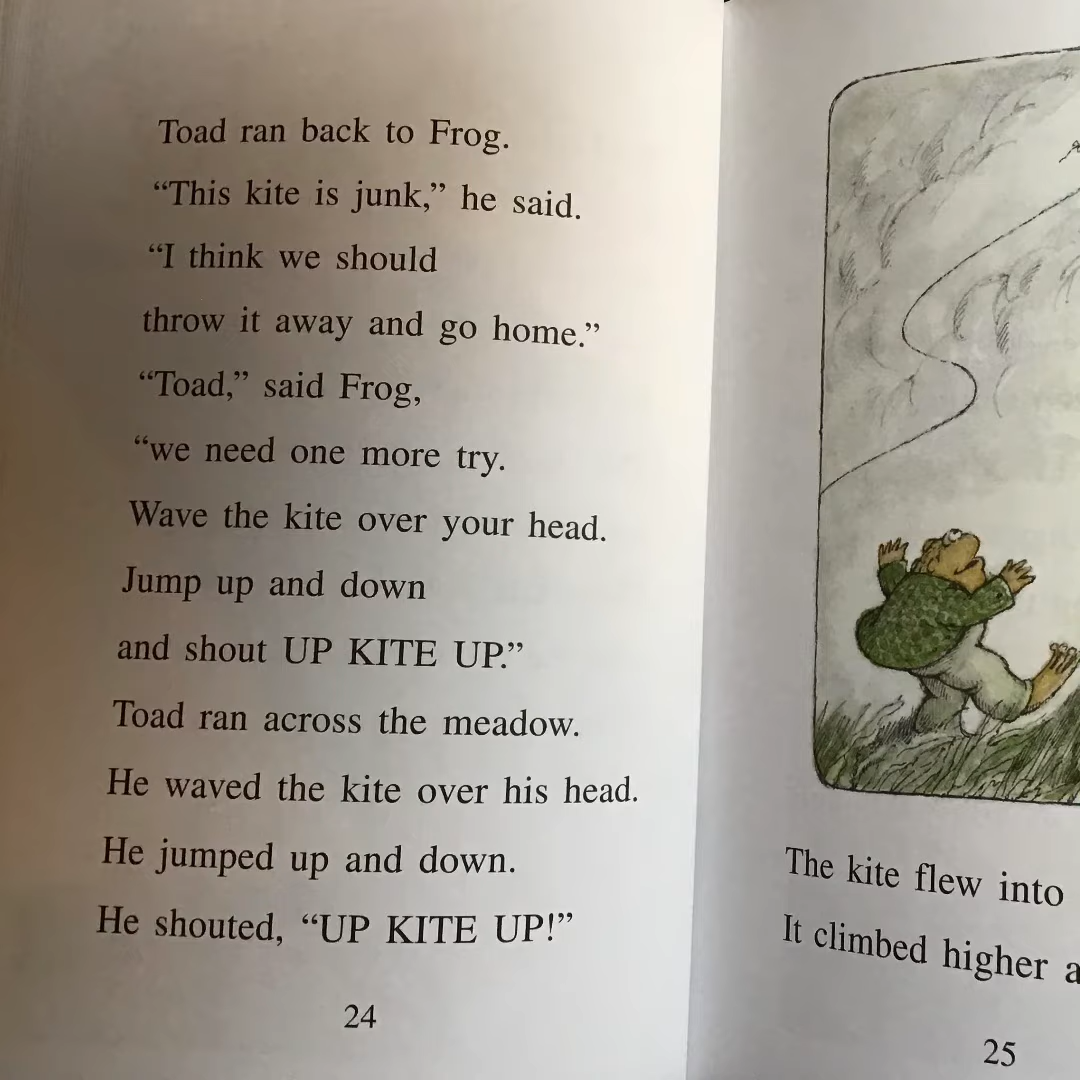 Toad ran back to Frog.
“This kite is junk,” he said.
“I think we should
throw it away and go home.”
“Toad,” said Frog,
“we need one more try.
Wave the kite over your head.
Jump up and down
and shout UP KITE UP.”
Toad ran across the meadow.
He waved the kite over his head.
He jumped up and down.
He shouted, “UP KITE UP!”
24
The kite flew into
It climbed higher a
25